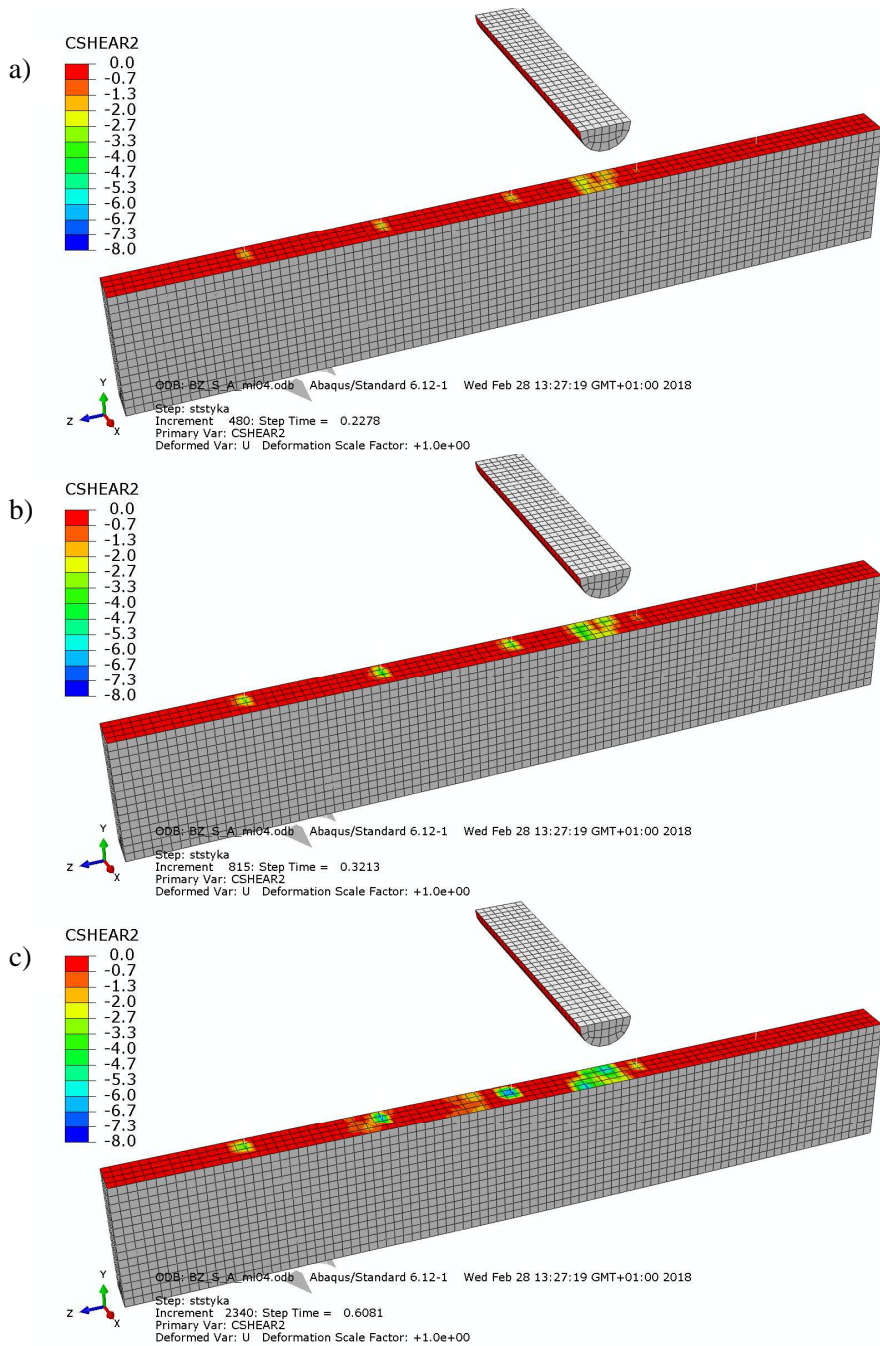 a)
CSHEAR2
0.0
-0.7
-1.3
-2.0
-2.7
-3.3
-4.0
-4.7
-5.3
-6.0
-6.7
-7.3
-8.0
Y
Z
X
ODB: BZ_S_A_ml04.odb Abaqus/Standard 6.12-1 Wed Feb 28 13:27:19 GMT+01:00 2018
Step: ststyka
Increment 480: Step Time = 0.2278
Primary Var: CSHEAR2
Deformed Var: U Deformation Scale Factor: +1.0e+00
b)
CSHEAR2
0.0
-0.7
-1.3
-2.0
-2.7
-3.3
-4.0
-4.7
-5.3
-6.0
-6.7
-7.3
-8.0
Y
Z
X
ODB: BZ_S_A_ml04.odb Abaqus/Standard 6.12-1 Wed Feb 28 13:27:19 GMT+01:00 2018
Step: ststyka
Increment 815: Step Time = 0.3213
Primary Var: CSHEAR2
Deformed Var: U Deformation Scale Factor: +1.0e+00
c)
CSHEAR2
0.0
-0.7
-1.3
-2.0
-2.7
-3.3
-4.0
-4.7
-5.3
-6.0
-6.7
-7.3
-8.0
Y
Z
X
ODB: BZ_S_A_ml04.odb Abaqus/Standard 6.12-1 Wed Feb 28 13:27:19 GMT+01:00 2018
Step: ststyka
Increment 2340: Step Time = 0.6081
Primary Var: CSHEAR2
Deformed Var: U Deformation Scale Factor: +1.0e+00